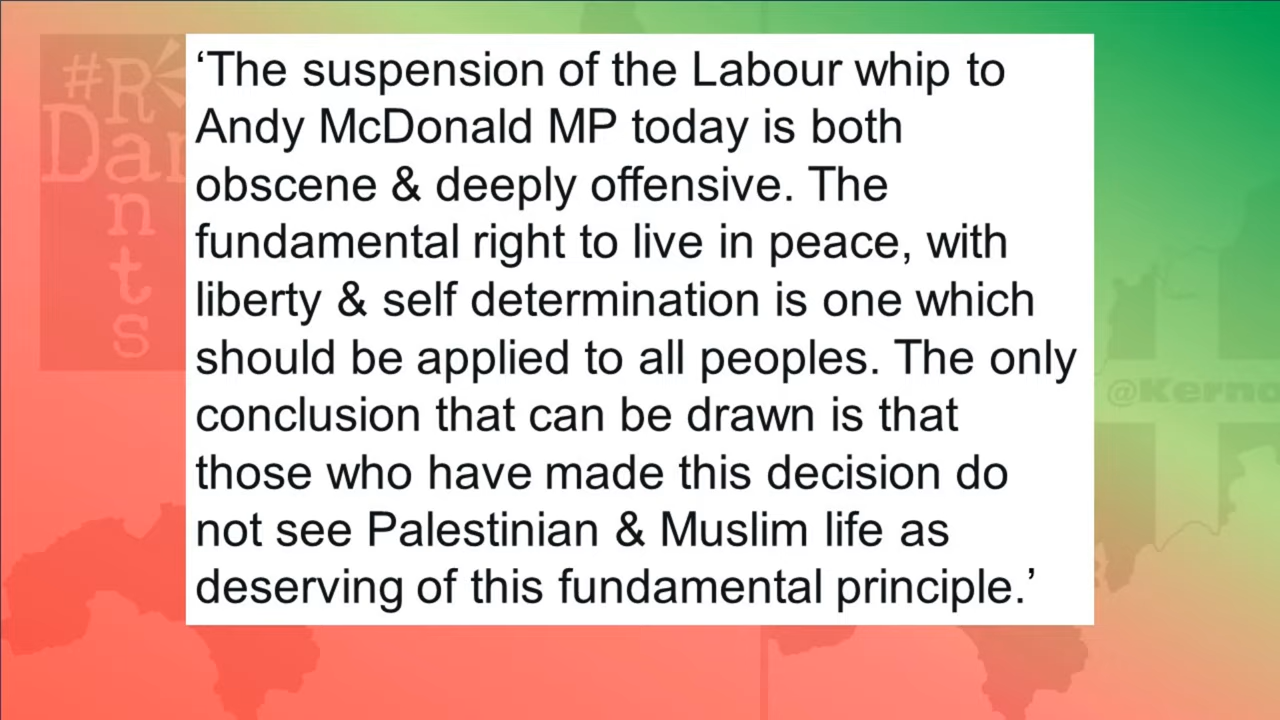 ‘The suspension of the Labour whip to
Andy McDonald MP today is both
obscene & deeply offensive. The
fundamental right to live in peace, with
liberty & self determination is one which
should be applied to all peoples. The only
conclusion that can be drawn is that
those who have made this decision do
not see Palestinian & Muslim life as
deserving of this fundamental principle.’
@Kerno